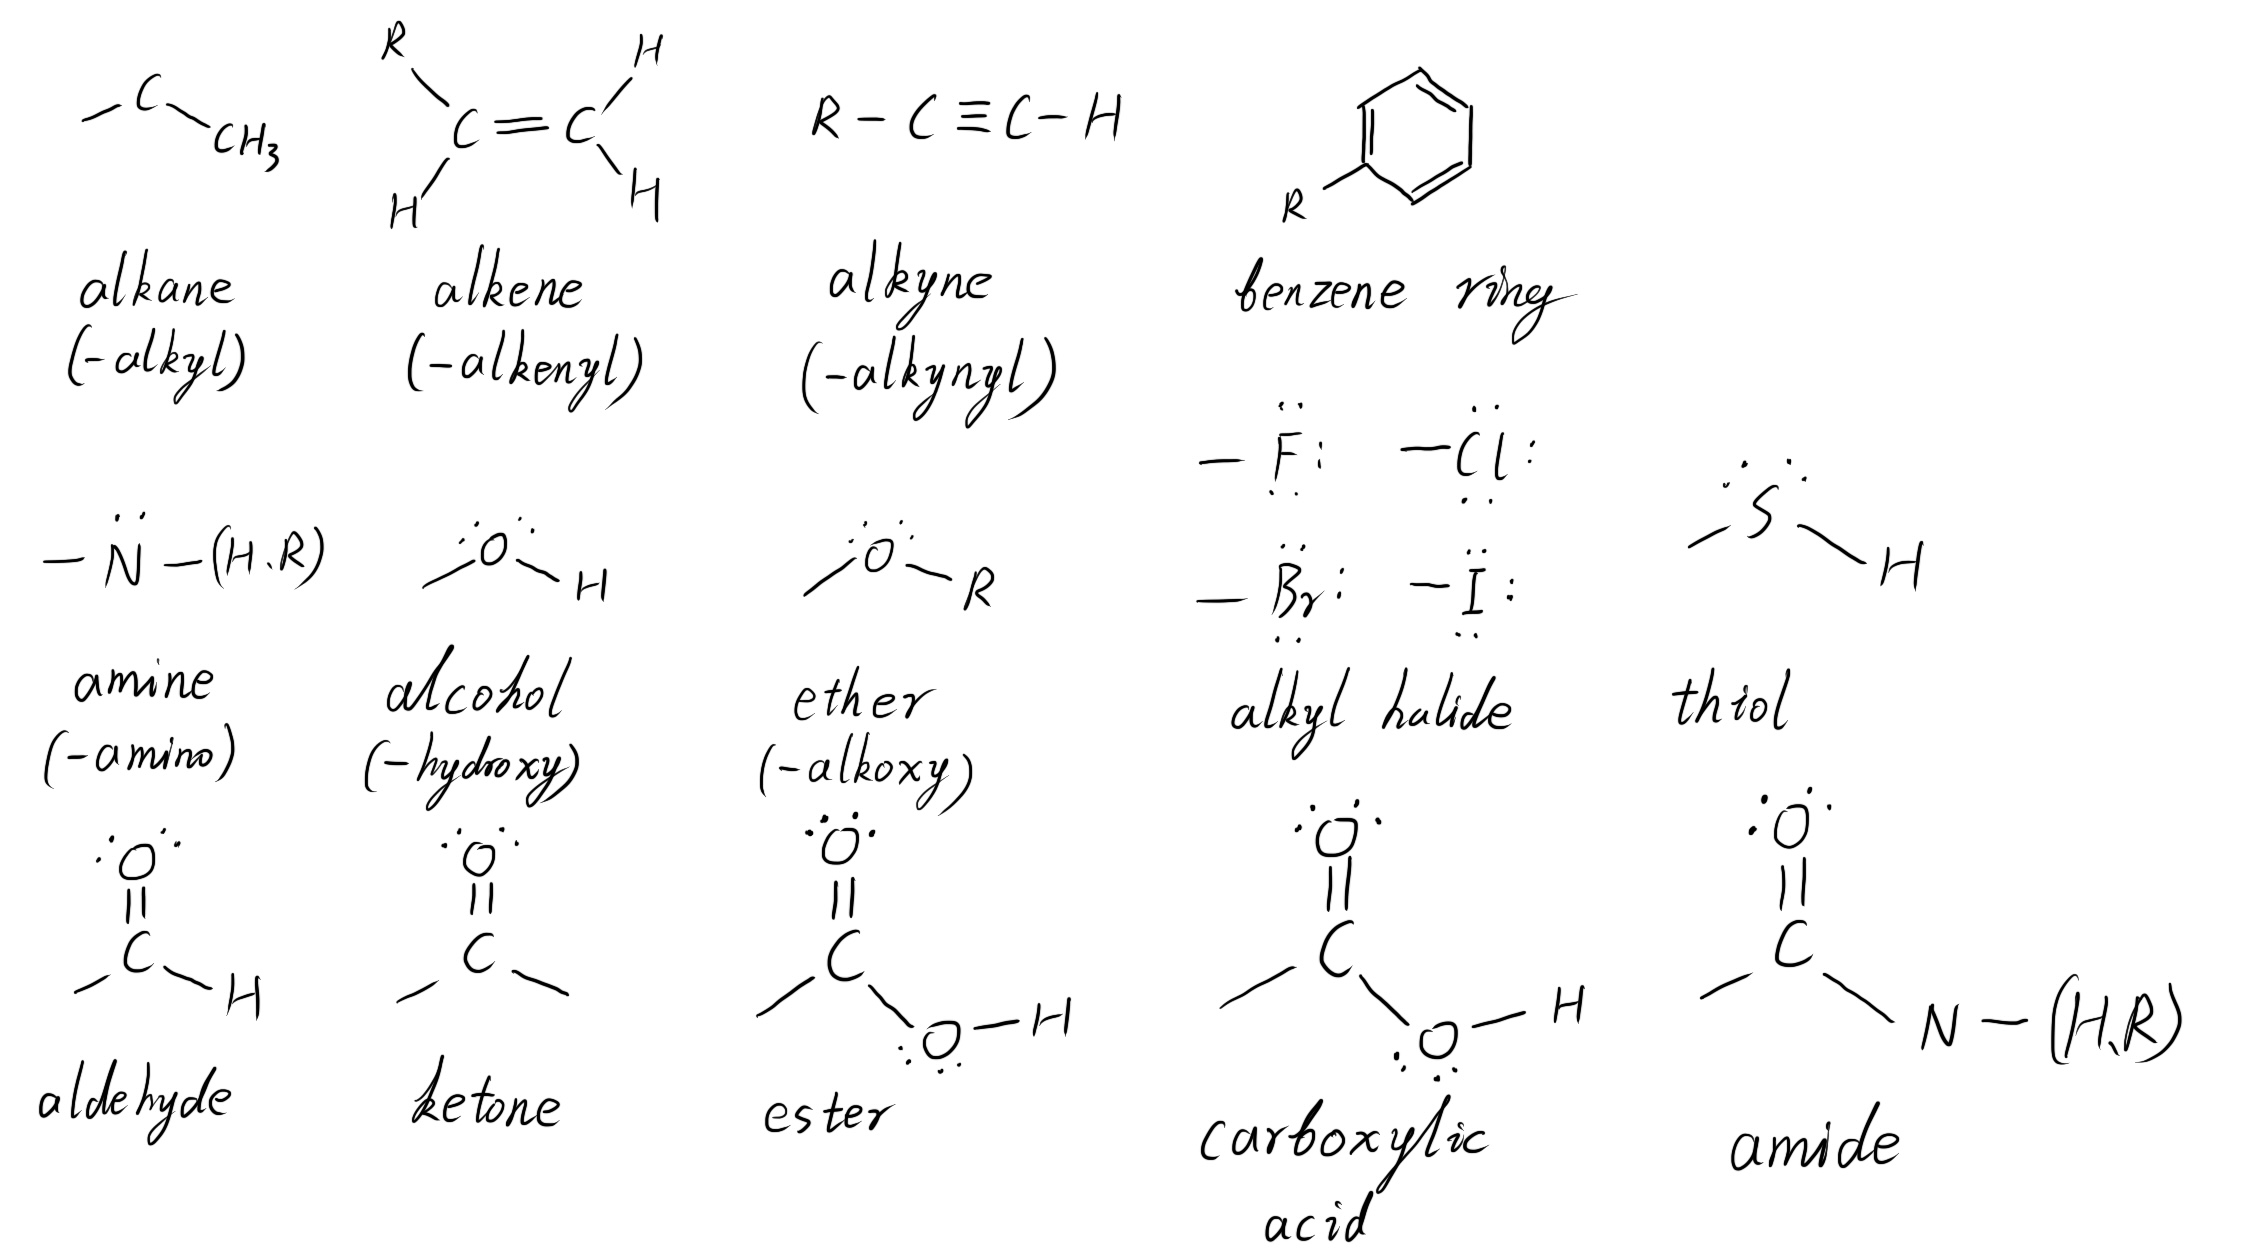 R H
C CH3 C = C R – C ≡ C – H
H H R
alkane alkene alkyne benzene ring
(-alkyl) (-alkenyl) (-alkynyl)
– F: – Cl:
– N – (H、R) O H O R – Br: – I: S H
amine alcohol ether alkyl halide thiol
(-amino) (-hydroxy) (-alkoxy)
O O O O O
C H C C O – H C O – H C N – (H、R)
aldehyde ketone ester carboxylic amide
acid